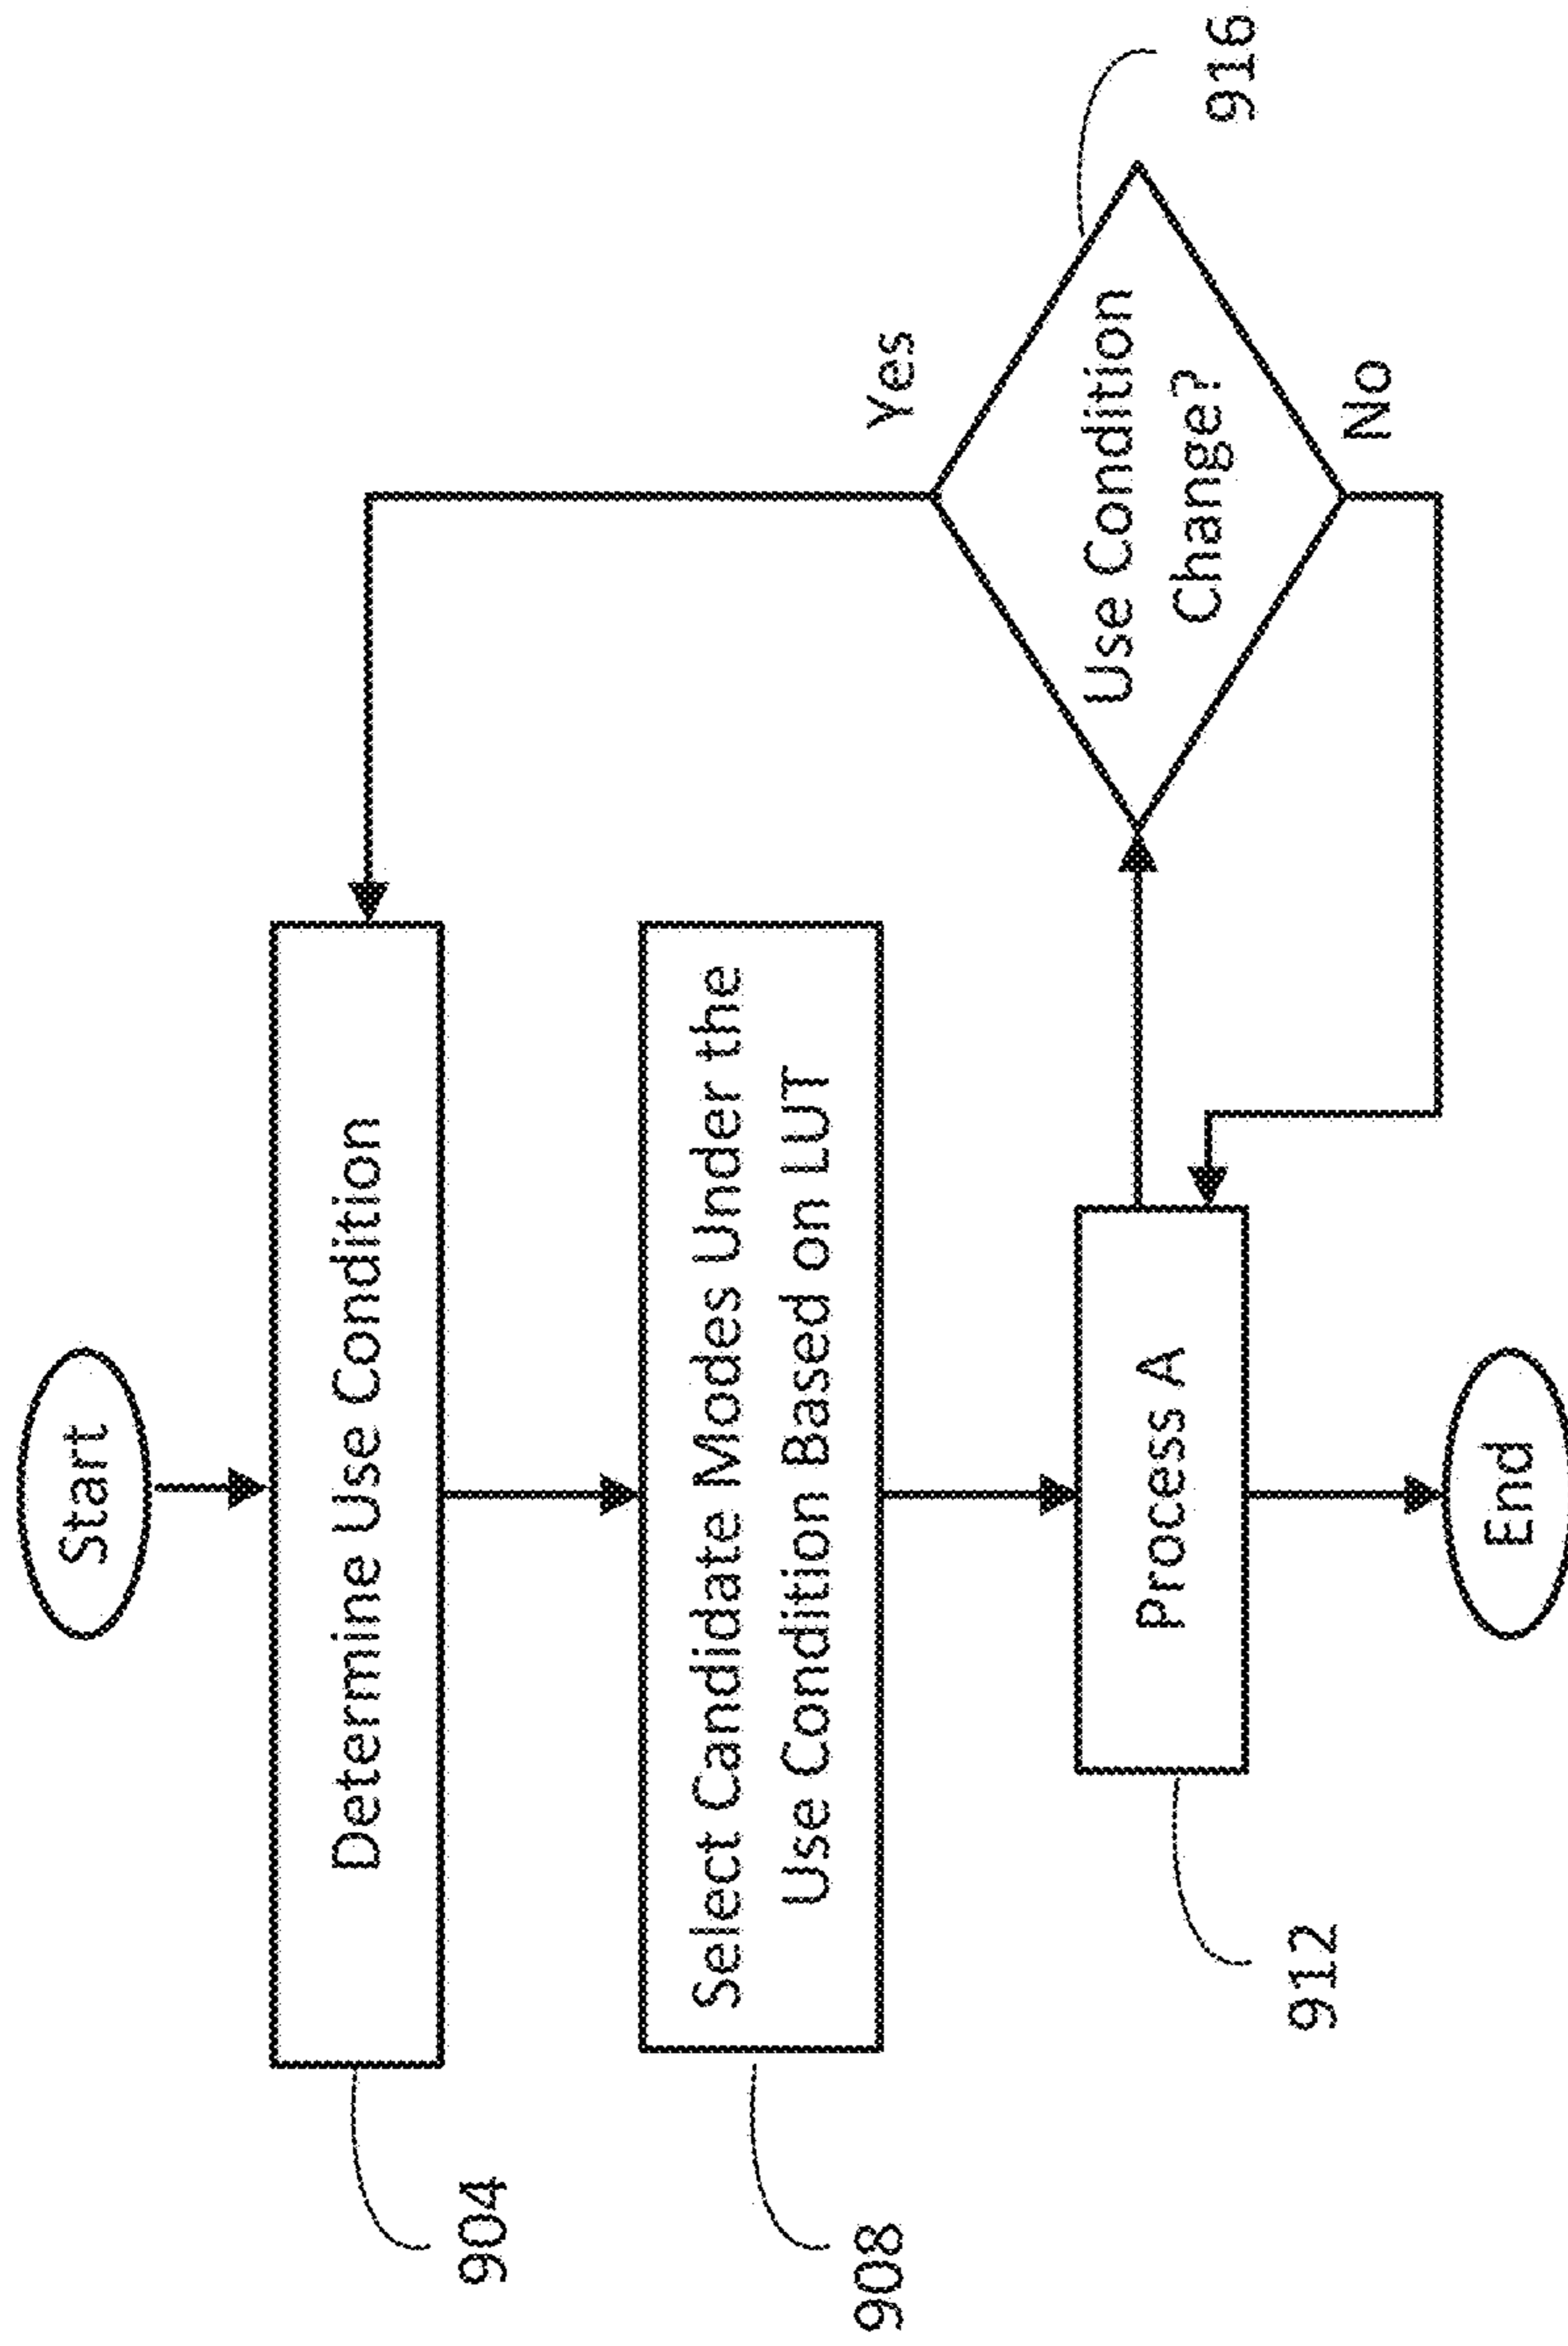 Start
Determine Use Condition
904
Select Candidate Modes Under the
Use Condition Based on LUT
908
Process A
912
Use Condition
Change?
916
Yes
No
End